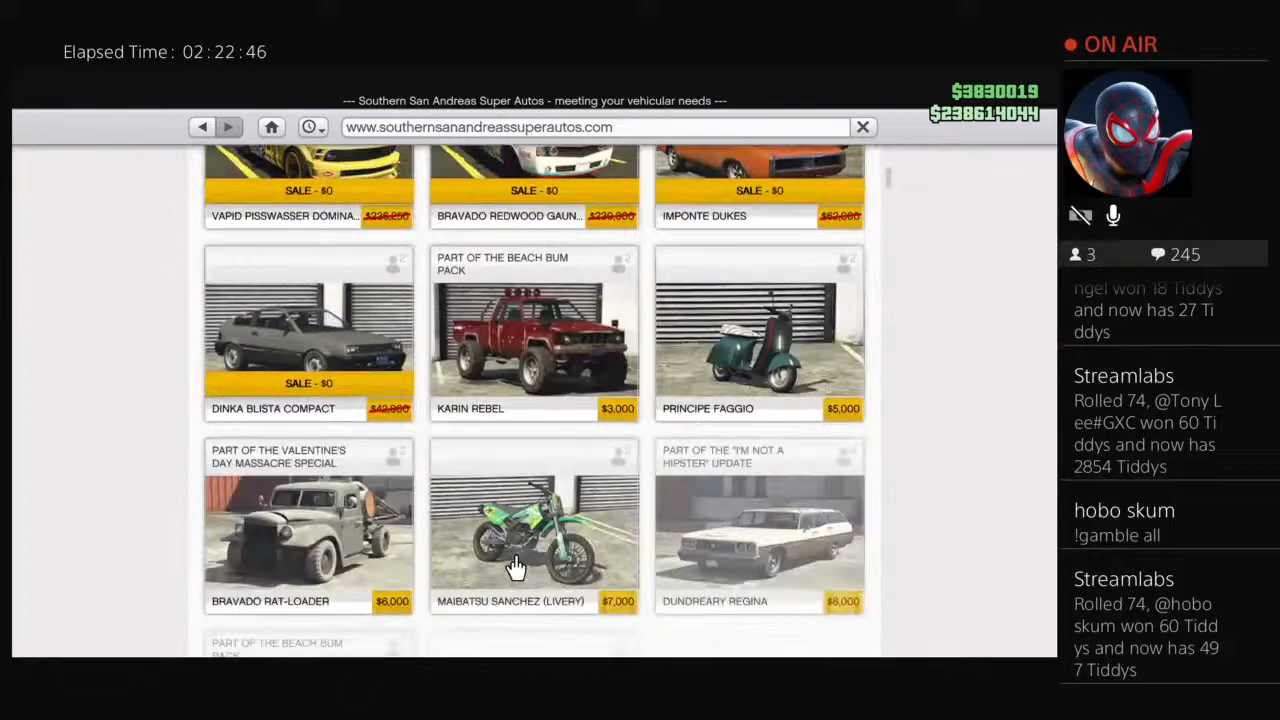 Elapsed Time: 02:22:46
ON AIR
--- Southern San Andreas Super Autos - meeting your vehicular needs ---
$3830019
$238614044
www.southernsanandreassuperautos.com
SALE - $0
SALE - $0
SALE - $0
VAPID PISSWASSER DOMINA... $236,250
BRAVADO REDWOOD GAUN... $230,000
IMPONTE DUKES $62,000
2
PART OF THE BEACH BUM
PACK
2
2
SALE - $0
DINKA BLISTA COMPACT $42,000
KARIN REBEL $3,000
PRINCIPE FAGGIO $5,000
PART OF THE VALENTINE'S
DAY MASSACRE SPECIAL
2
2
PART OF THE "I'M NOT A
HIPSTER" UPDATE
BRAVADO RAT-LOADER $6,000
MAIBATSU SANCHEZ (LIVERY) $7,000
DUNDREARY REGINA $8,000
PART OF THE BEACH BUM
PACK
3 245
ngel won 18 Tiddys
and now has 27 Ti
ddys
Streamlabs
Rolled 74, @Tony L
ee#GXC won 60 Ti
ddys and now has
2854 Tiddys
hobo skum
!gamble all
Streamlabs
Rolled 74, @hobo
skum won 60 Tidd
ys and now has 49
7 Tiddys